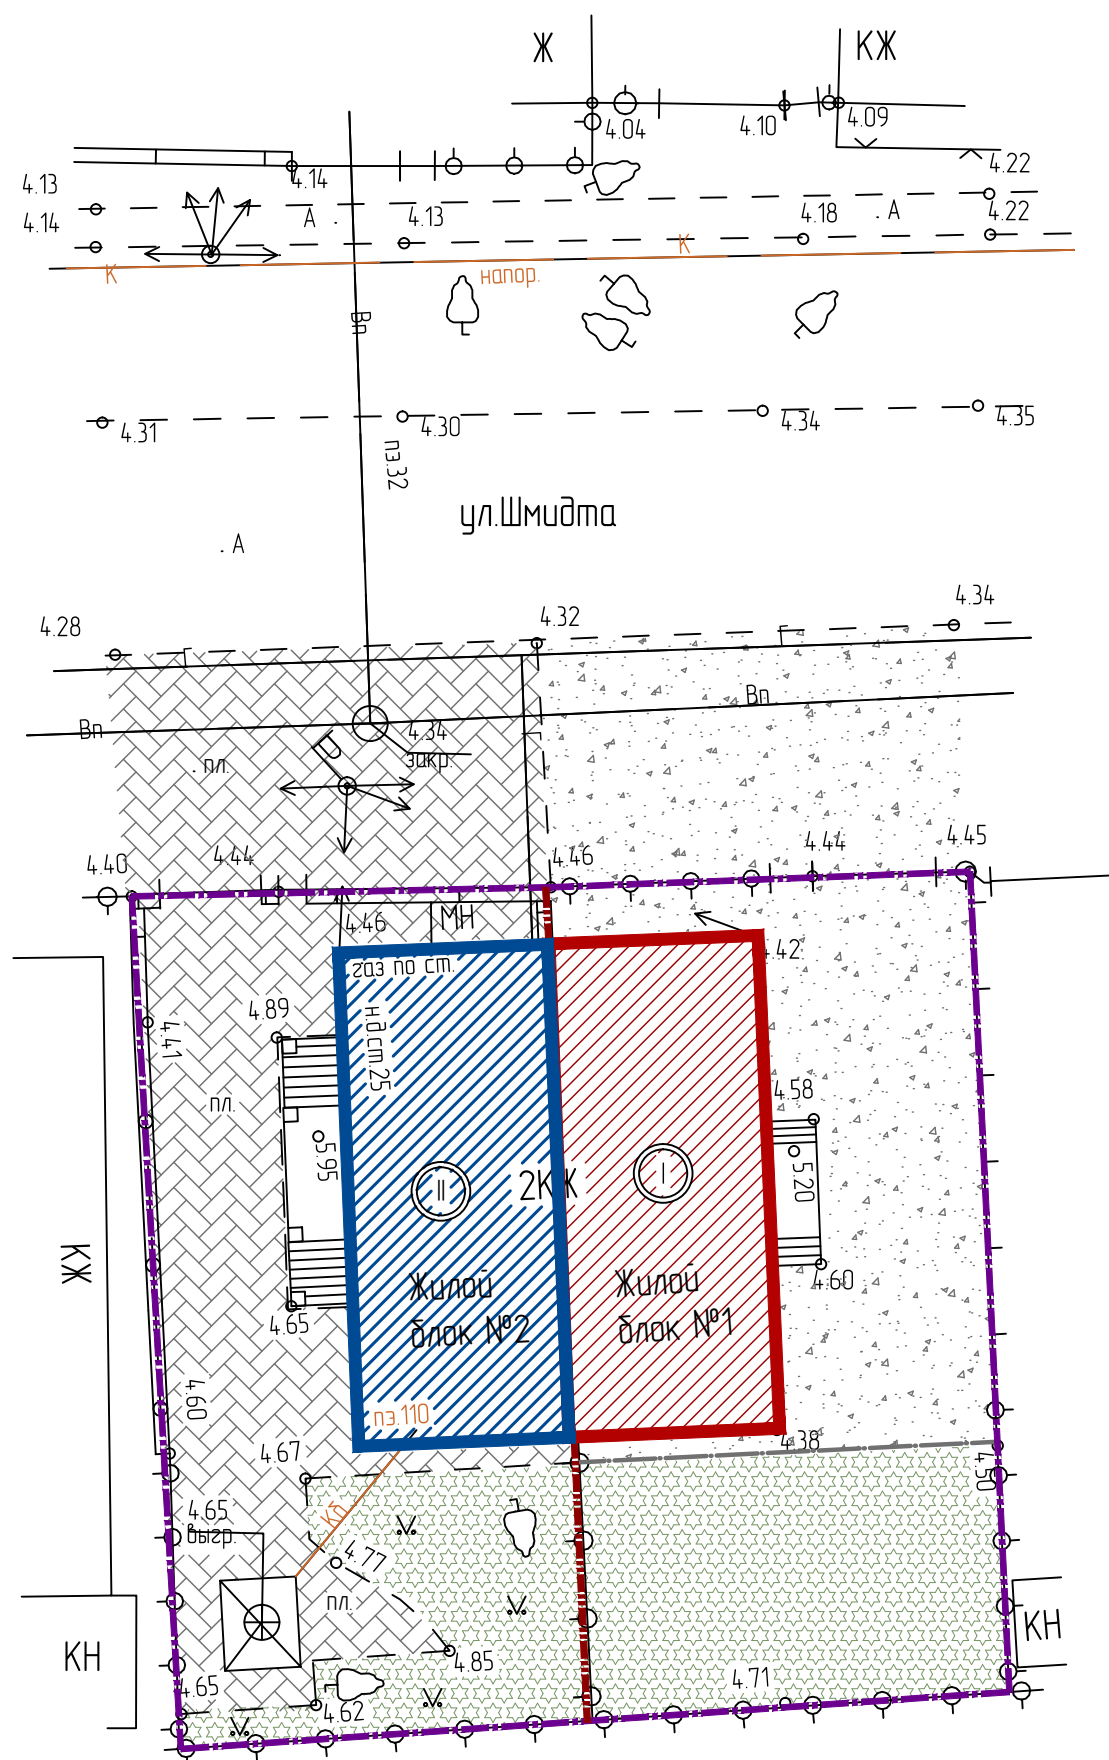 Ж
КЖ
4.04
4.10
4.09
4.14
4.22
4.13
4.14
А
4.13
4.18
А
4.22
К
напор.
К
Вп
4.31
4.30
4.34
4.35
пэ.32
ул.Шмидта
А
4.28
4.32
4.34
Вп
Вп
4.34
закр.
пл.
4.40
4.44
4.46
4.44
4.45
4.46
МН
4.42
газ по ст.
4.89
н.д.ст.25
4.41
пл.
4.58
5.95
5.20
II
2КЖ
I
КЖ
Жилой
блок №2
Жилой
блок №1
4.65
4.60
4.60
пэ.110
4.67
4.38
4.50
4.65
выгр.
Кб
4.77
пл.
КН
КН
4.85
4.65
4.62
4.71